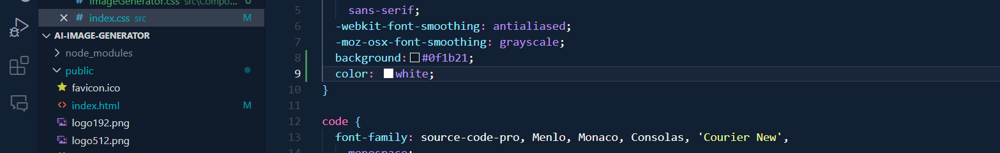 ImageGenerator.css src\Compo... U
index.css src M
AI-IMAGE-GENERATOR
node_modules
public
favicon.ico
index.html M
logo192.png
logo512.png
5 sans-serif;
6 -webkit-font-smoothing: antialiased;
7 -moz-osx-font-smoothing: grayscale;
8 background: #0f1b21;
9 color: white;
10 }
11
12 code {
13 font-family: source-code-pro, Menlo, Monaco, Consolas, 'Courier New',
14 monospace;